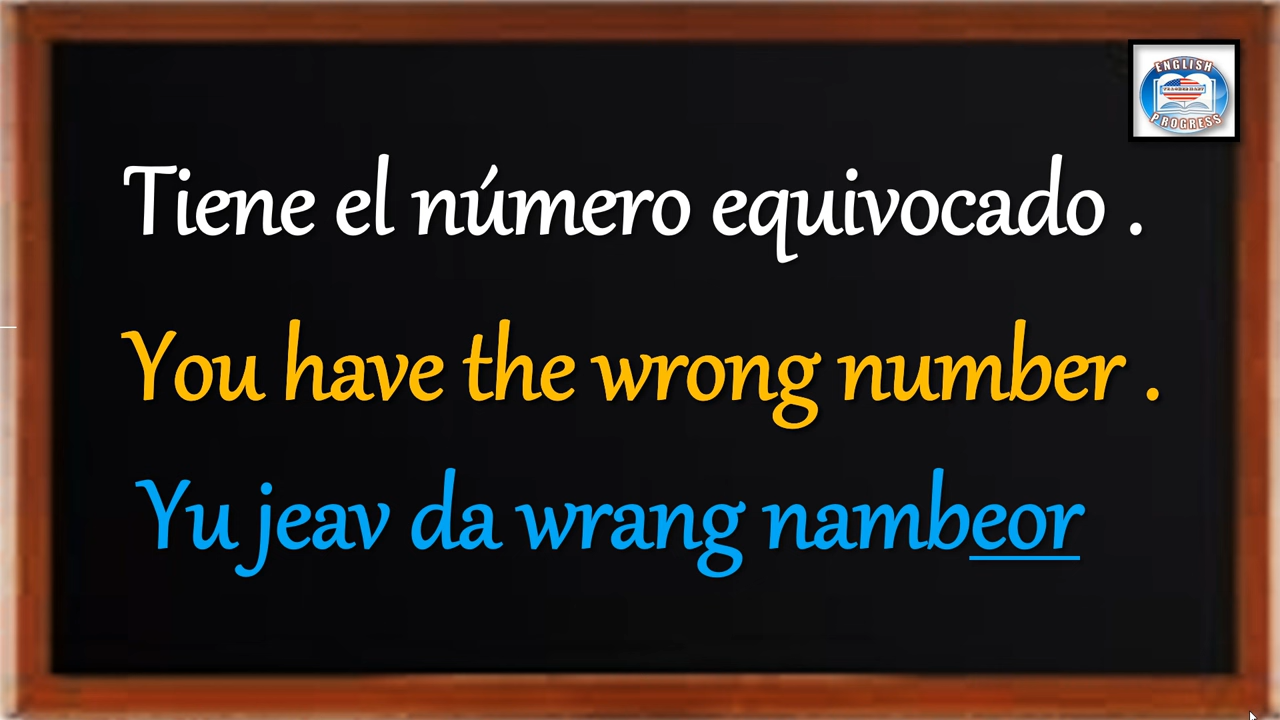 ENGLISH
PROGRESS
Tiene el número equivocado .
You have the wrong number .
Yu jeav da wrang nambeor